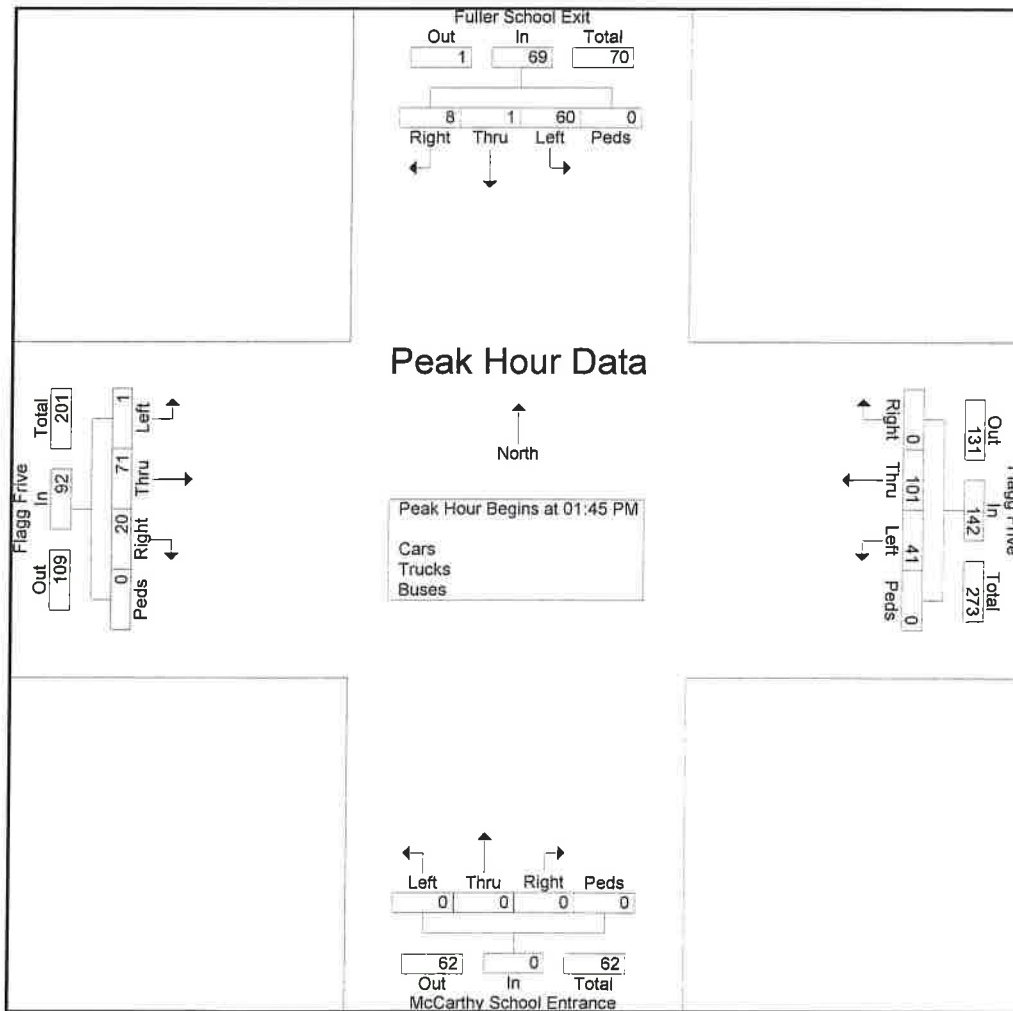 Fuller School Exit
Out In Total
1 69 70
8 1 60 0
Right Thru Left Peds
Peak Hour Data
North
Peak Hour Begins at 01:45 PM
Cars
Trucks
Buses
Flagg Frive
Out In Total
109 92 201
1 71 20 0
Left Thru Right Peds
Right Thru Left Peds
0 101 41 0
Out In Total
131 142 273
Flagg Frive
Left Thru Right Peds
0 0 0 0
62 0 62
Out In Total
McCarthy School Entrance